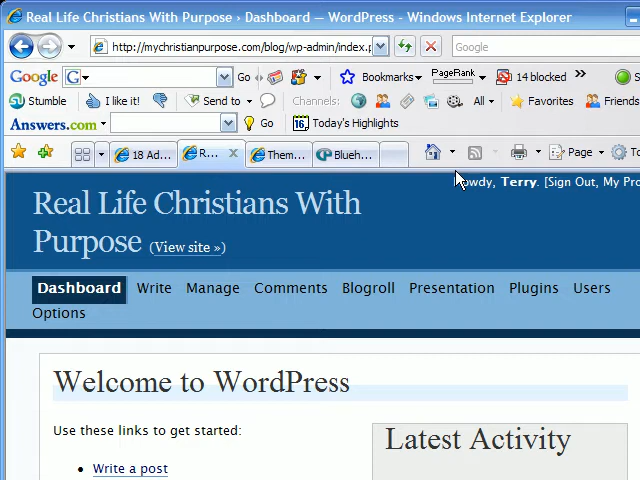 Real Life Christians With Purpose › Dashboard — WordPress - Windows Internet Explorer
http://mychristianpurpose.com/blog/wp-admin/index.p
Google
Google G Go Bookmarks PageRank 14 blocked » S
Stumble I like it! Send to Channels: All Favorites Friends
Answers.com Go 16 Today's Highlights
18 Ad... R... X Them... Blueh... Page To
owdy, Terry. [Sign Out, My Pro
Real Life Christians With
Purpose (View site »)
Dashboard Write Manage Comments Blogroll Presentation Plugins Users
Options
Welcome to WordPress
Use these links to get started:
Latest Activity
• Write a post